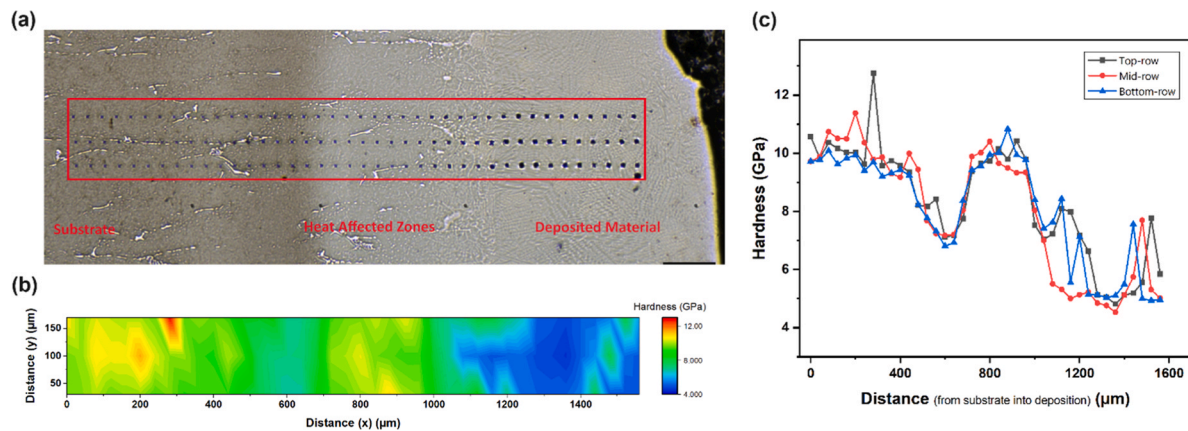 (a)
Substrate
Heat Affected Zones
Deposited Material
(b)
Hardness (GPa)
Distance (y) (µm)
150
100
50
0
200
400
600
800
1000
1200
1400
Distance (x) (µm)
12.00
8.000
4.000
(c)
Hardness (GPa)
12
10
8
6
4
Top-row
Mid-row
Bottom-row
0
400
800
1200
1600
Distance (from substrate into deposition) (µm)